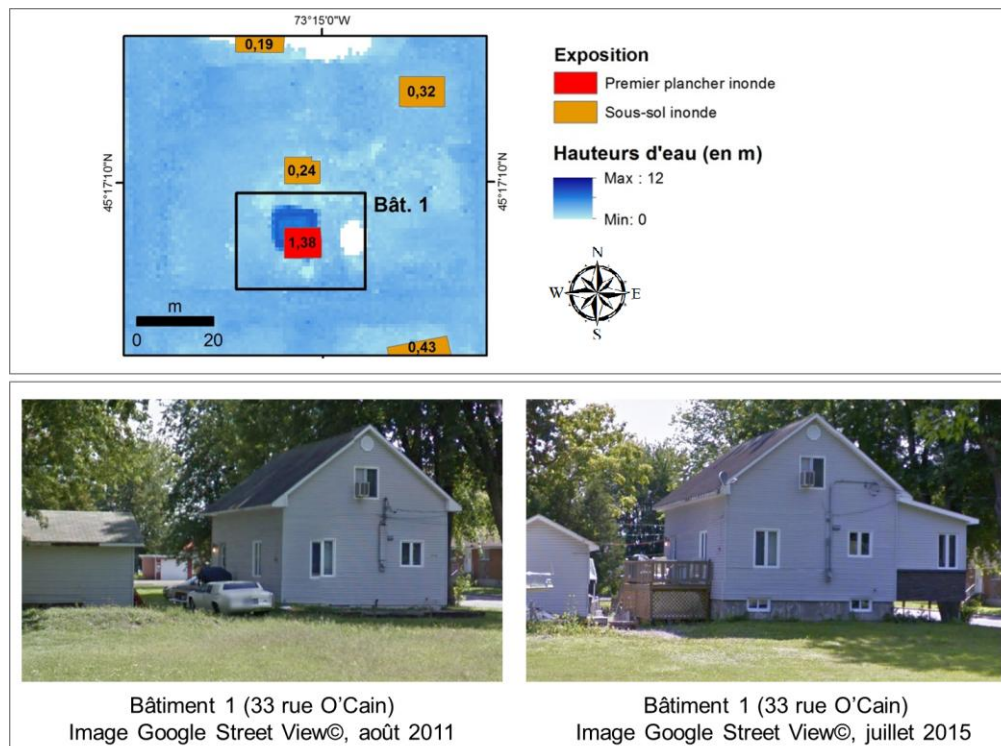 73°15'0"W
0,19
0,32
0,24
45°17'10"N
45°17'10"N
Bât. 1
1,38
m
0 20
0,43
Exposition
Premier plancher inonde
Sous-sol inonde
Hauteurs d'eau (en m)
Max : 12
Min: 0
N
W E
S
Bâtiment 1 (33 rue O'Cain)
Image Google Street View©, août 2011
Bâtiment 1 (33 rue O'Cain)
Image Google Street View©, juillet 2015